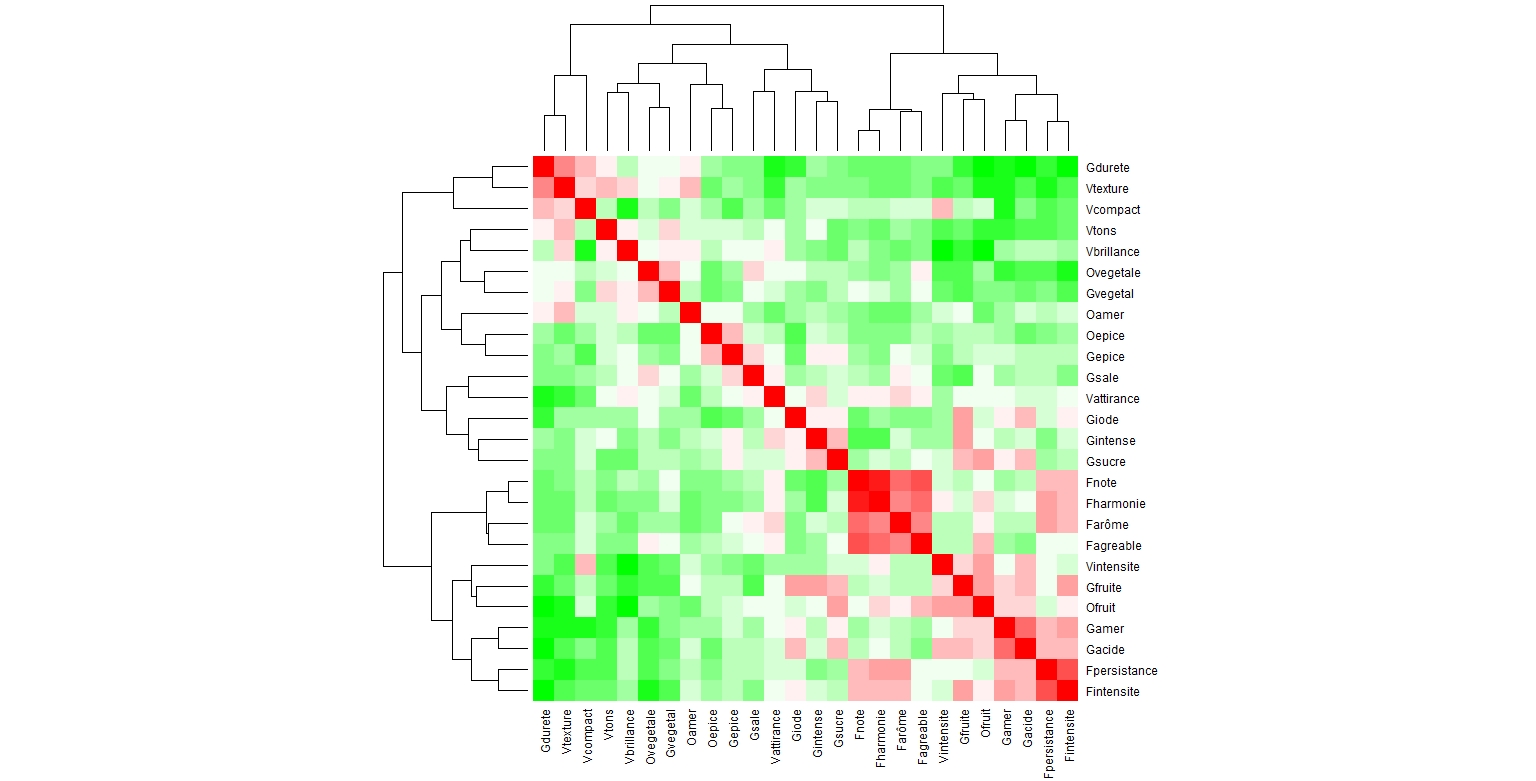 Gdurete
Vtexture
Vcompact
Vtons
Vbrillance
Ovegetale
Gvegetal
Oamer
Oepice
Gepice
Gsale
Vattirance
Giode
Gintense
Gsucre
Fnote
Fharmonie
Farôme
Fagreable
Vintensite
Gfruite
Ofruit
Gamer
Gacide
Fpersistance
Fintensite
Gdurete
Vtexture
Vcompact
Vtons
Vbrillance
Ovegetale
Gvegetal
Oamer
Oepice
Gepice
Gsale
Vattirance
Giode
Gintense
Gsucre
Fnote
Fharmonie
Farôme
Fagreable
Vintensite
Gfruite
Ofruit
Gamer
Gacide
Fpersistance
Fintensite